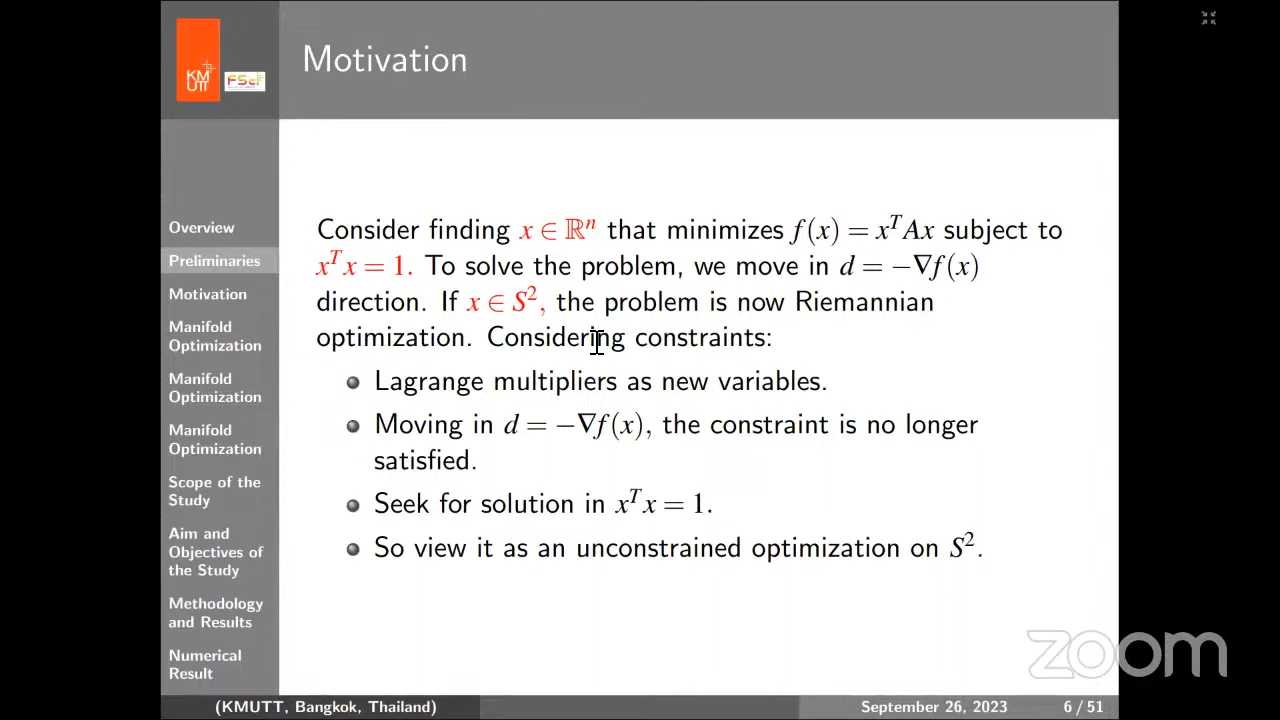 KM
UTT
FSci
Motivation
Overview
Preliminaries
Motivation
Manifold
Optimization
Manifold
Optimization
Manifold
Optimization
Scope of the
Study
Aim and
Objectives of
the Study
Methodology
and Results
Numerical
Result
Consider finding x ∈ ℝⁿ that minimizes f(x) = xᵀAx subject to
xᵀx = 1. To solve the problem, we move in d = −∇f(x)
direction. If x ∈ S², the problem is now Riemannian
optimization. Considering constraints:
Lagrange multipliers as new variables.
Moving in d = −∇f(x), the constraint is no longer
satisfied.
Seek for solution in xᵀx = 1.
So view it as an unconstrained optimization on S².
zoom
(KMUTT, Bangkok, Thailand)
September 26, 2023
6 / 51